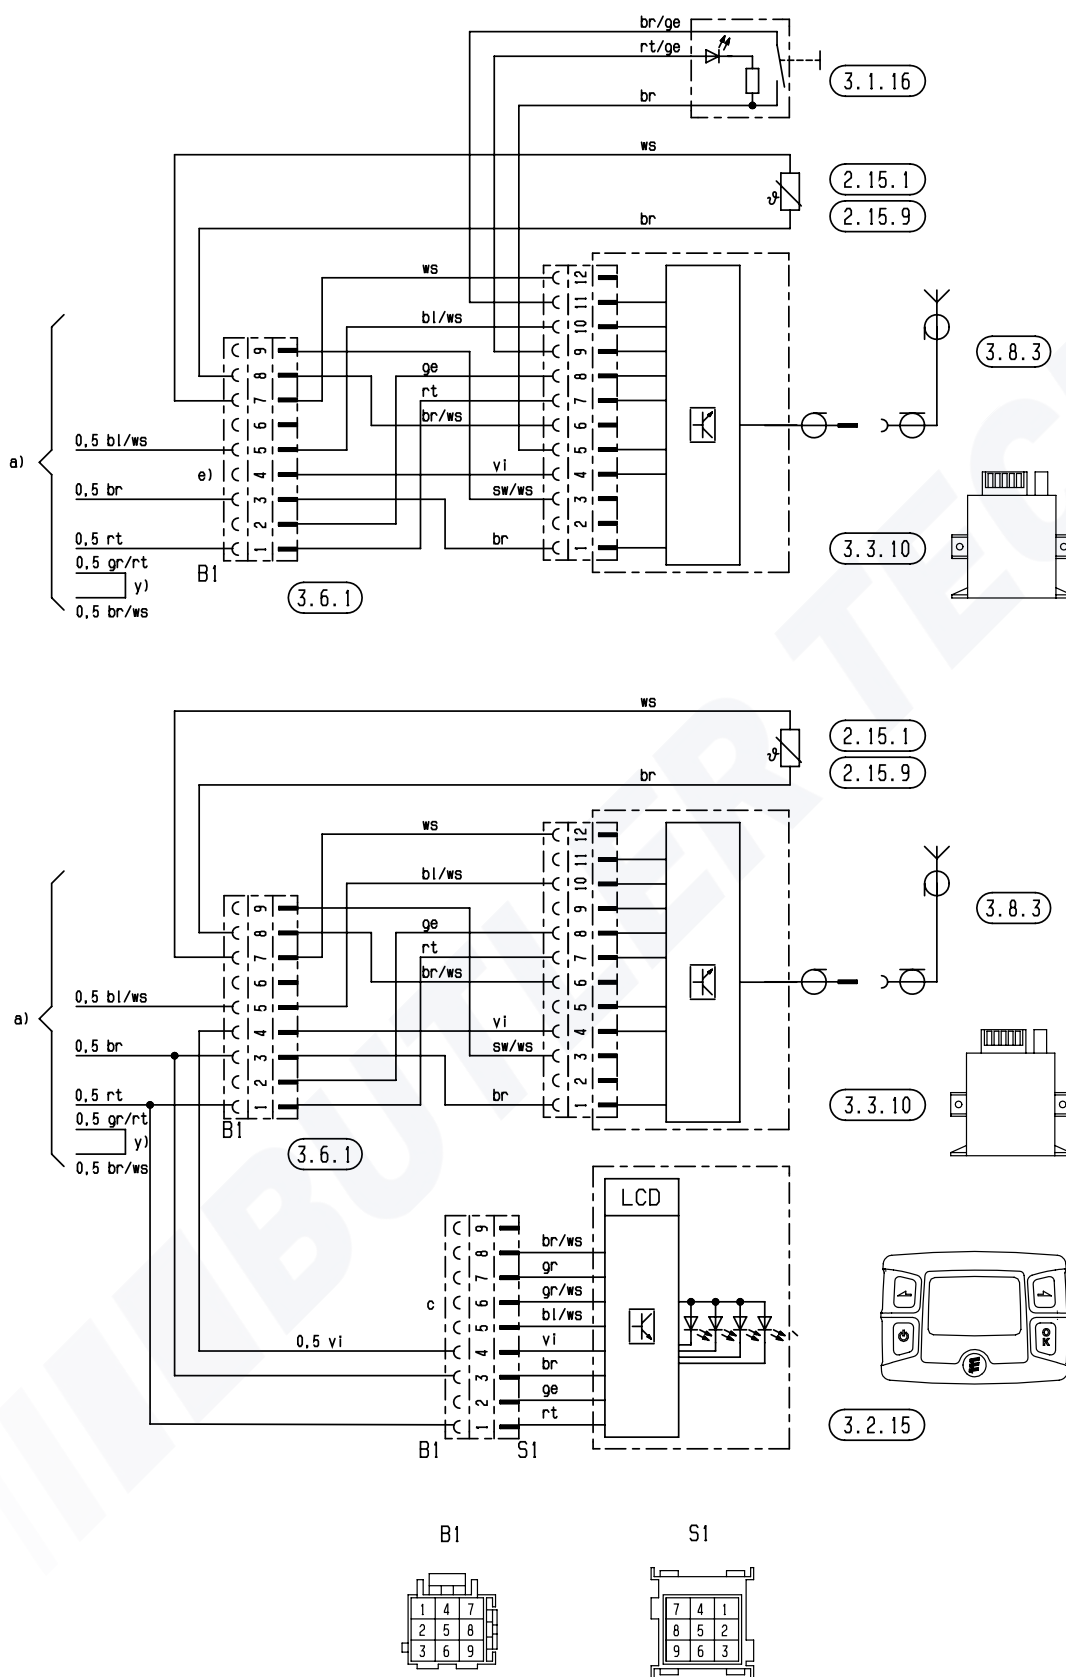 br/ge
rt/ge
3.1.16
br
ws
ϑ
2.15.1
br
2.15.9
ws
12
11
bl/ws
10
3.8.3
9
9
ge
8
8
rt
7
7
br/ws
6
6
0,5 bl/ws
5
5
a)
e)
4
vi
4
0,5 br
3
sw/ws
3
2
2
0,5 rt
1
br
1
3.3.10
0,5 gr/rt
B1
y)
3.6.1
0,5 br/ws
ws
ϑ
2.15.1
br
2.15.9
ws
12
11
bl/ws
10
3.8.3
9
9
ge
8
8
rt
7
7
br/ws
6
6
0,5 bl/ws
5
5
a)
4
vi
4
0,5 br
3
sw/ws
3
2
2
0,5 rt
1
br
1
3.3.10
0,5 gr/rt
B1
y)
3.6.1
0,5 br/ws
LCD
9
8
br/ws
7
gr
c
6
gr/ws
5
bl/ws
0,5 vi
4
vi
3
br
2
ge
1
rt
OK
3.2.15
B1
S1
B1
S1
1 4 7
2 5 8
3 6 9
7 4 1
8 5 2
9 6 3
BUTLER TEC